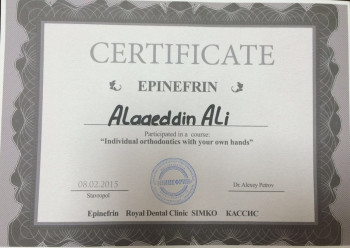 CERTIFICATE
EPINEFRIN
Alaaeddin ALi
Participated in a course:
"Individual orthodontics with your own hands"
08.02.2015
Stavropol
Dr. Alexey Petrov
Epinefrin Royal Dental Clinic SIMKO КАССИС